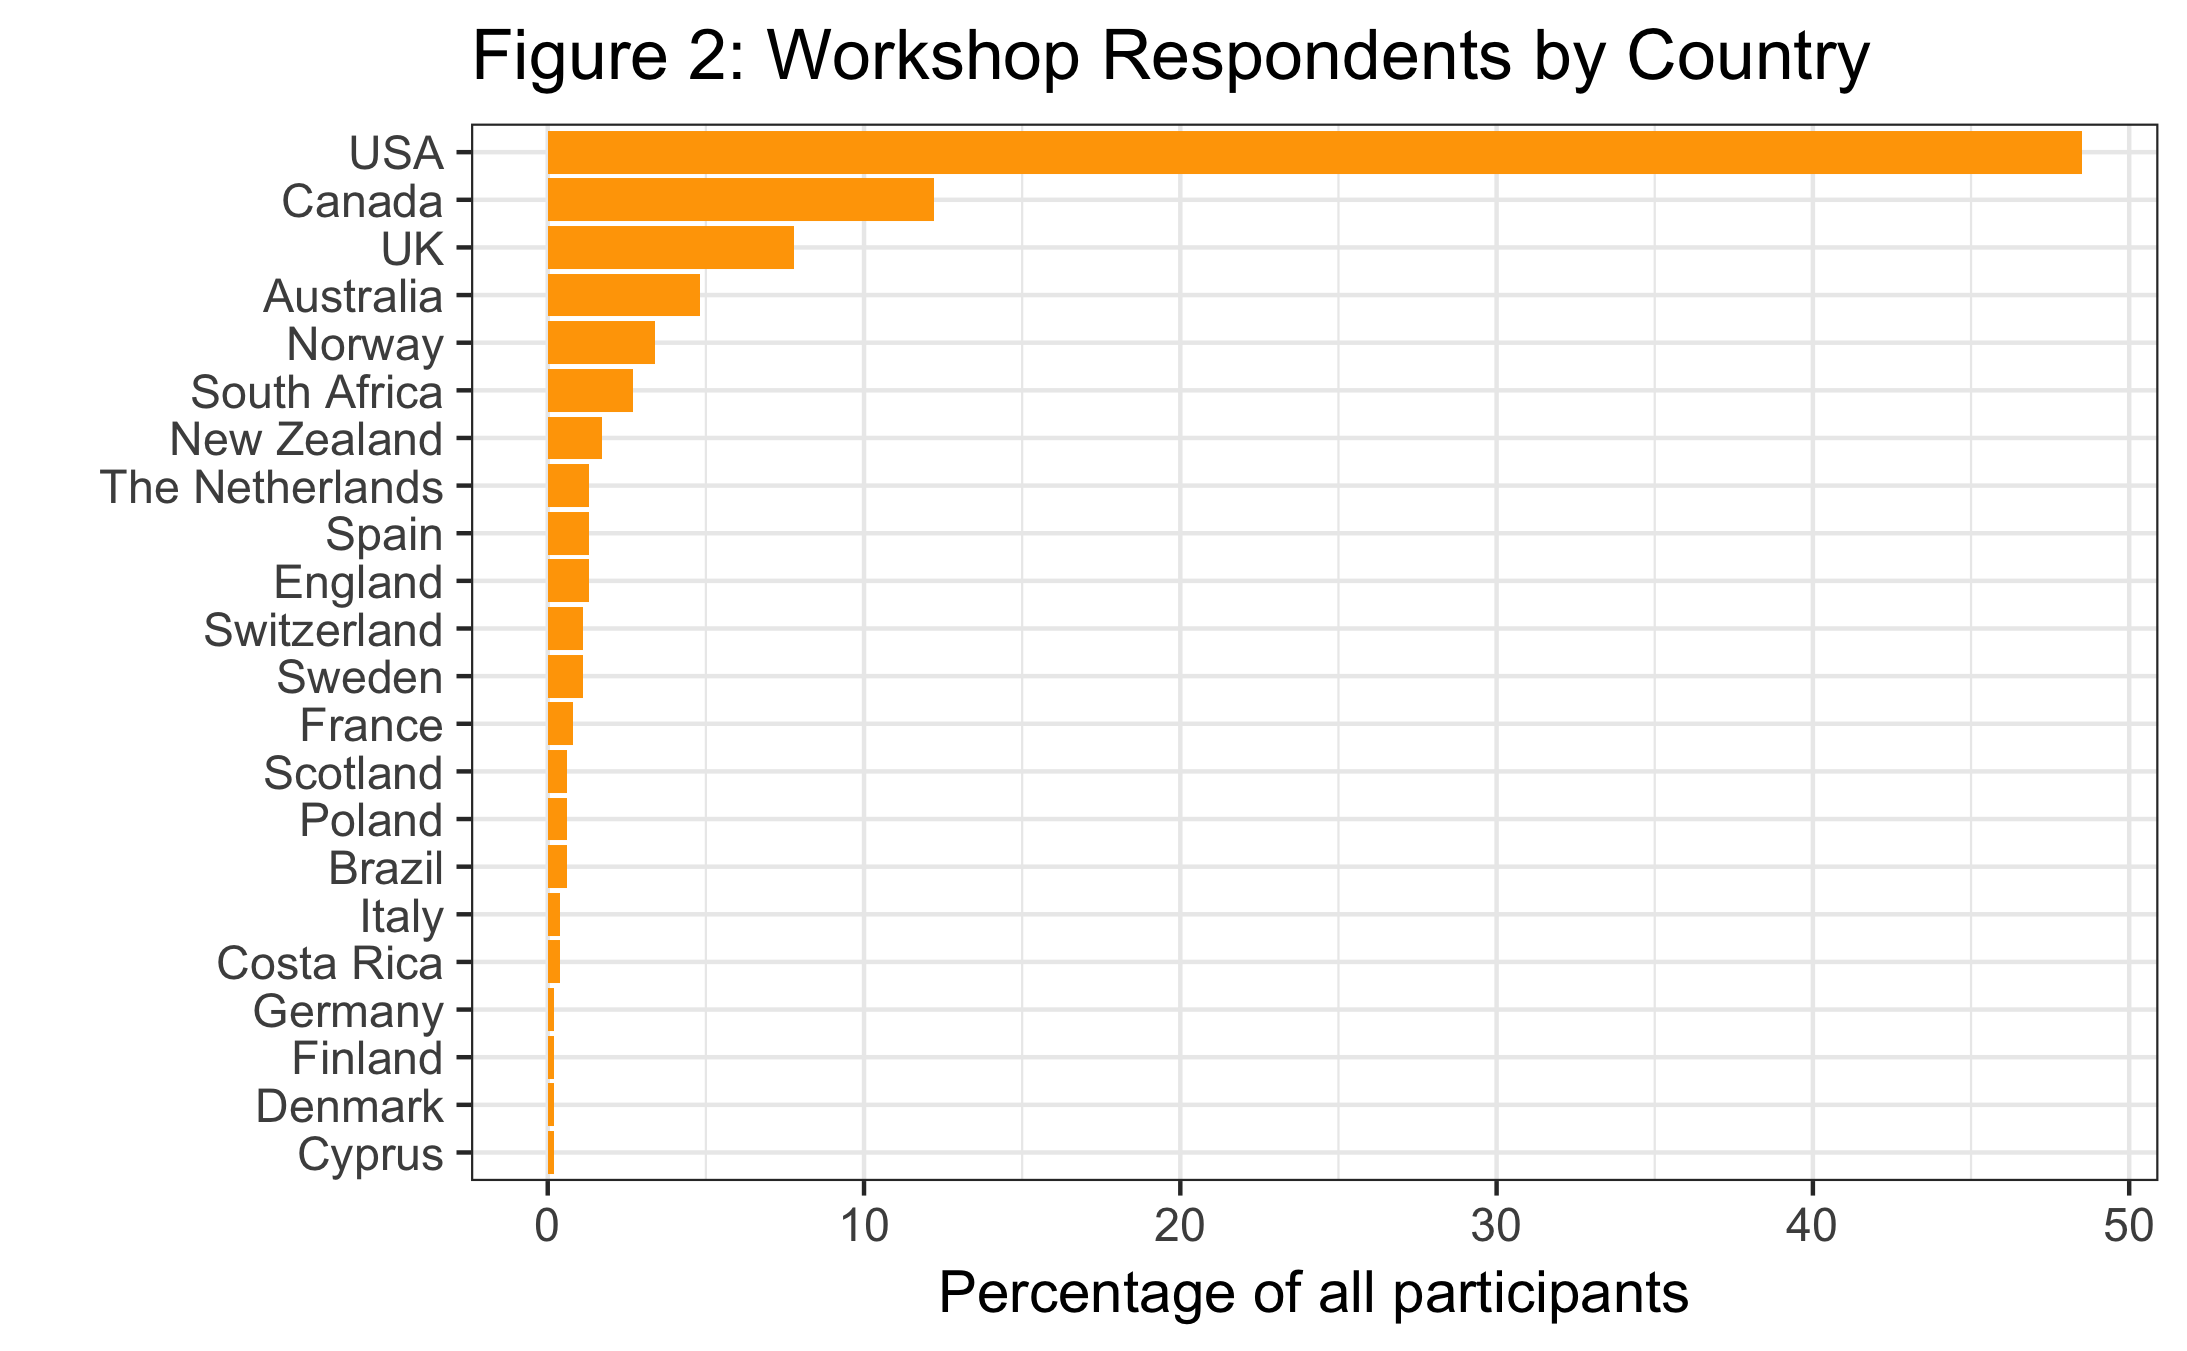 Figure 2: Workshop Respondents by Country
USA
Canada
UK
Australia
Norway
South Africa
New Zealand
The Netherlands
Spain
England
Switzerland
Sweden
France
Scotland
Poland
Brazil
Italy
Costa Rica
Germany
Finland
Denmark
Cyprus
0 10 20 30 40 50
Percentage of all participants